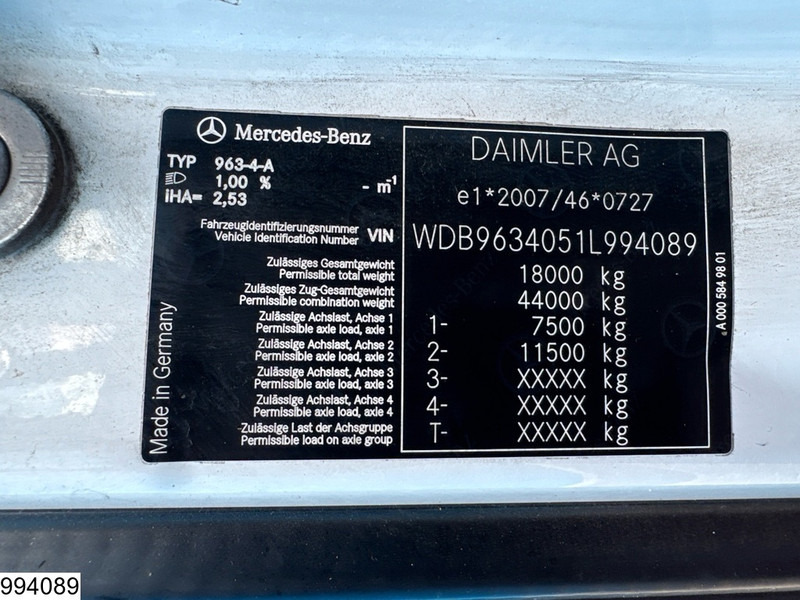 Mercedes-Benz
TYP 963-4-A
1,00 % - m⁻¹
iHA= 2,53
DAIMLER AG
e1*2007/46*0727
Fahrzeugidentifizierungsnummer
Vehicle Identification Number VIN WDB9634051L994089
Zulässiges Gesamtgewicht
Permissible total weight 18000 kg
Zulässiges Zug-Gesamtgewicht
Permissible combination weight 44000 kg
Zulässige Achslast, Achse 1
Permissible axle load, axle 1 1- 7500 kg
Zulässige Achslast, Achse 2
Permissible axle load, axle 2 2- 11500 kg
Zulässige Achslast, Achse 3
Permissible axle load, axle 3 3- XXXXX kg
Zulässige Achslast, Achse 4
Permissible axle load, axle 4 4- XXXXX kg
Zulässige Last der Achsgruppe
Permissible load on axle group T- XXXXX kg
Made in Germany
A 000 584 98 01
994089